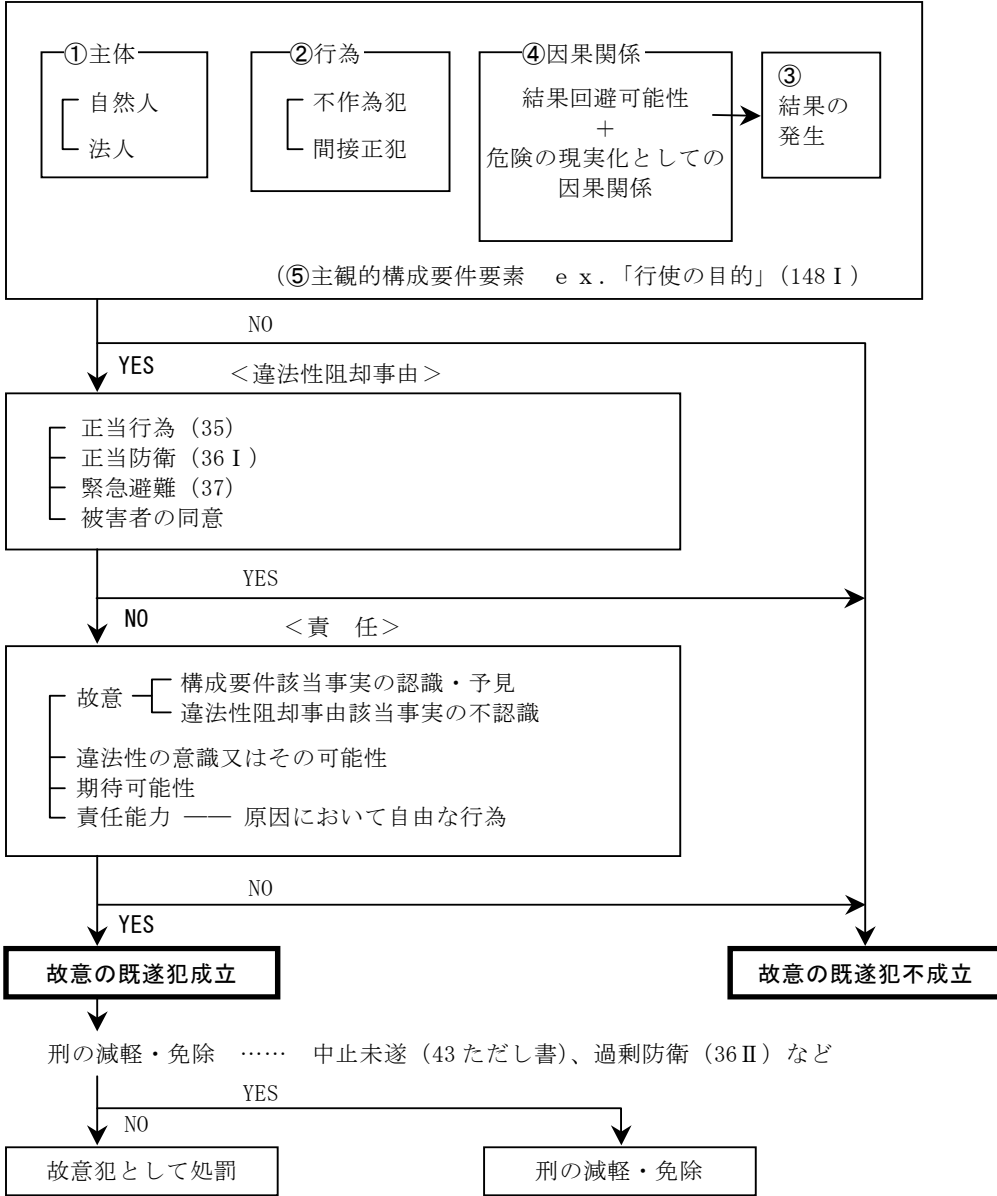 ①主体
自然人
法人
②行為
不作為犯
間接正犯
④因果関係
結果回避可能性
＋
危険の現実化としての
因果関係
③
結果の
発生
（⑤主観的構成要件要素　ｅｘ．「行使の目的」（148Ⅰ）
NO
YES
＜違法性阻却事由＞
正当行為（35）
正当防衛（36Ⅰ）
緊急避難（37）
被害者の同意
YES
NO
＜責　任＞
故意
構成要件該当事実の認識・予見
違法性阻却事由該当事実の不認識
違法性の意識又はその可能性
期待可能性
責任能力 ―― 原因において自由な行為
NO
YES
故意の既遂犯成立
故意の既遂犯不成立
刑の減軽・免除　……　中止未遂（43ただし書）、過剰防衛（36Ⅱ）など
YES
NO
故意犯として処罰
刑の減軽・免除